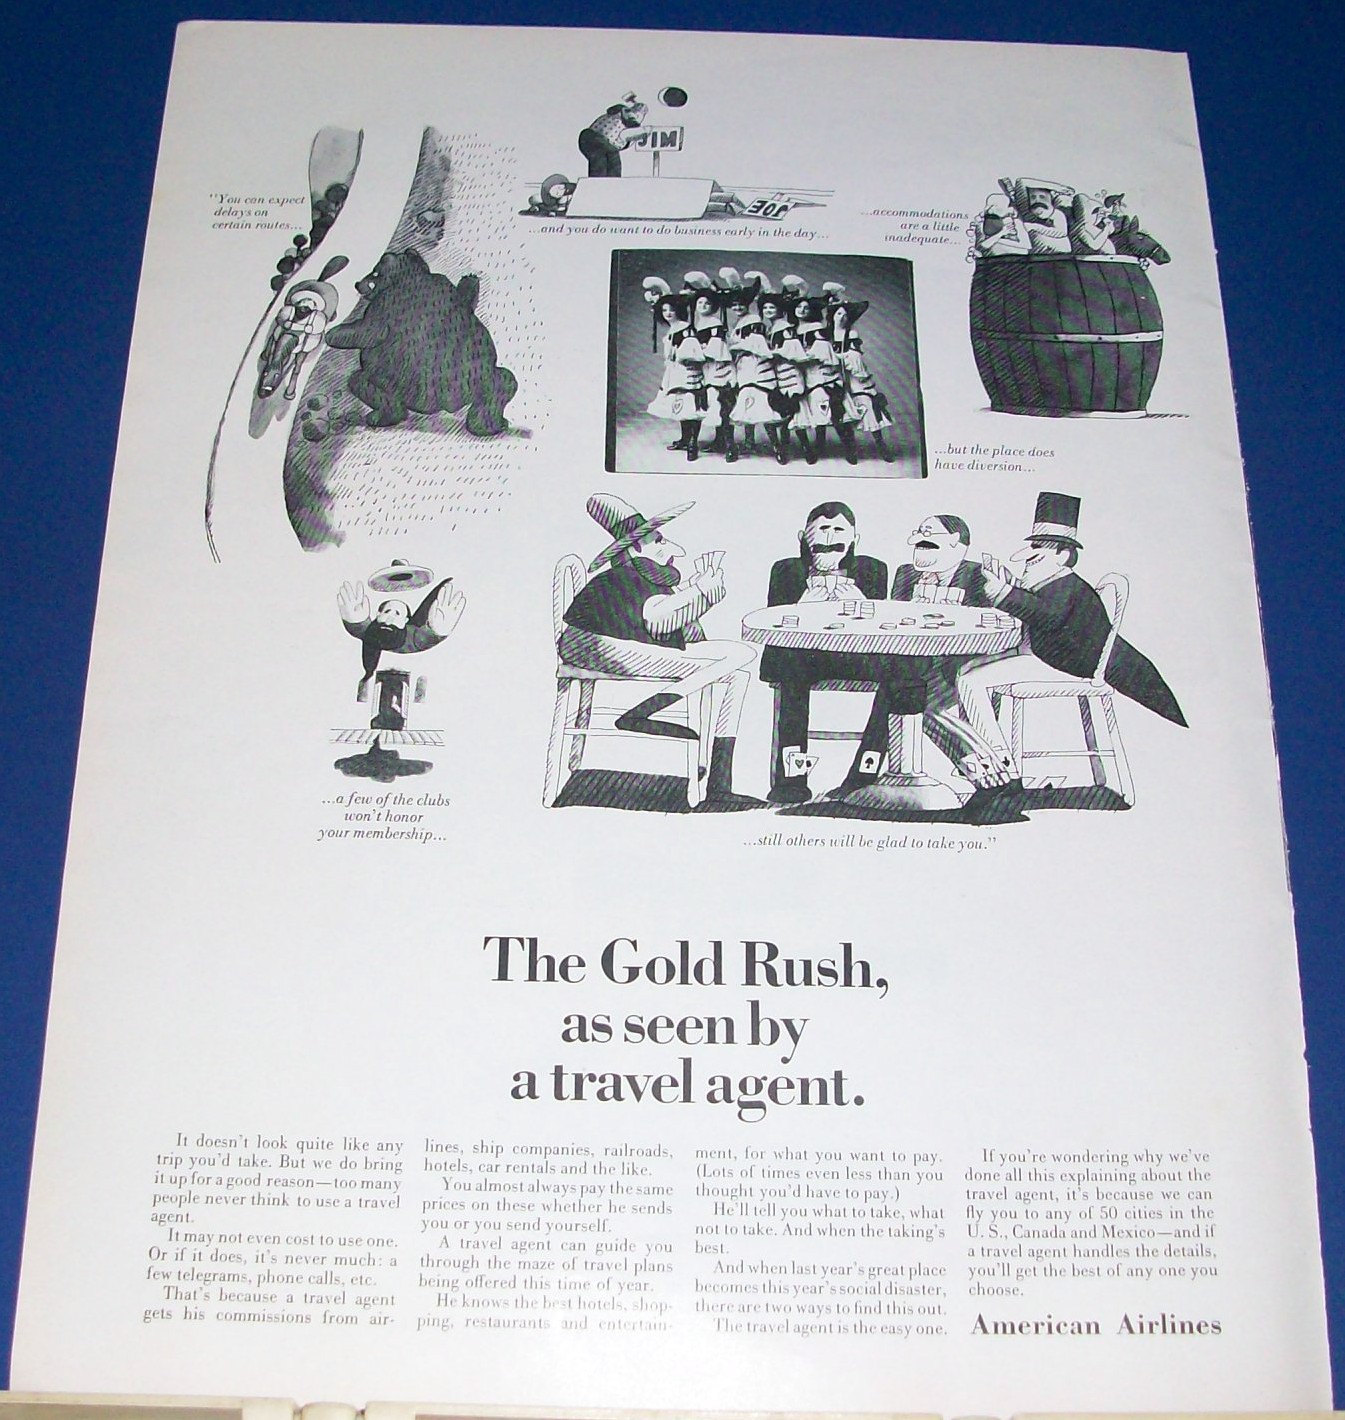 "You can expect
delays on
certain routes...
JIM
JOE
...and you do want to do business early in the day...
...accommodations
are a little
inadequate...
...but the place does
have diversion...
...a few of the clubs
won't honor
your membership...
...still others will be glad to take you."
The Gold Rush,
as seen by
a travel agent.
It doesn't look quite like any
trip you'd take. But we do bring
it up for a good reason—too many
people never think to use a travel
agent.
It may not even cost to use one.
Or if it does, it's never much: a
few telegrams, phone calls, etc.
That's because a travel agent
gets his commissions from air-
lines, ship companies, railroads,
hotels, car rentals and the like.
You almost always pay the same
prices on these whether he sends
you or you send yourself.
A travel agent can guide you
through the maze of travel plans
being offered this time of year.
He knows the best hotels, shop-
ping, restaurants and entertain-
ment, for what you want to pay.
(Lots of times even less than you
thought you'd have to pay.)
He'll tell you what to take, what
not to take. And when the taking's
best.
And when last year's great place
becomes this year's social disaster,
there are two ways to find this out.
The travel agent is the easy one.
If you're wondering why we've
done all this explaining about the
travel agent, it's because we can
fly you to any of 50 cities in the
U. S., Canada and Mexico—and if
a travel agent handles the details,
you'll get the best of any one you
choose.
American Airlines